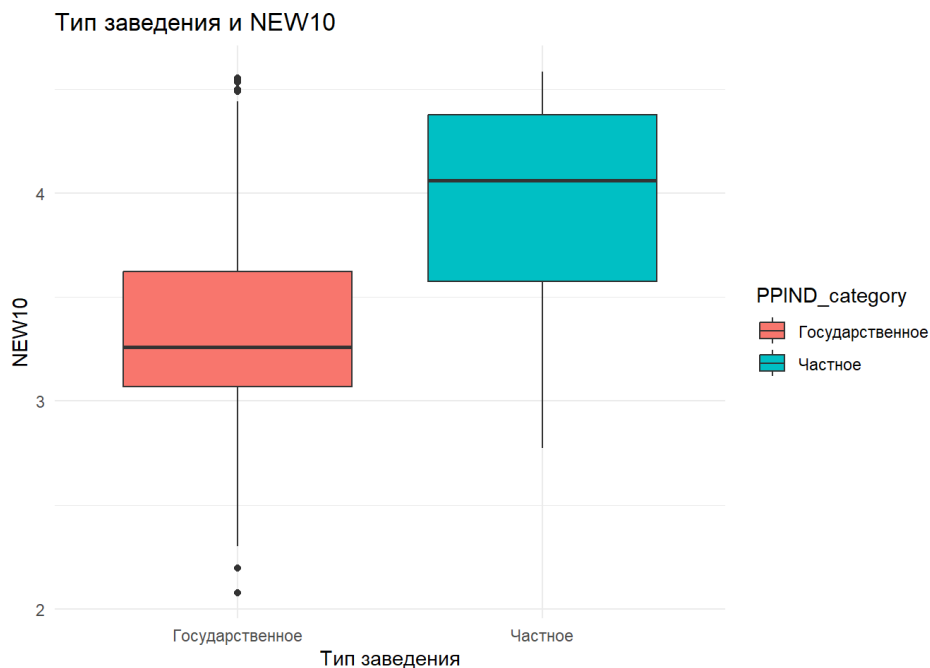 Тип заведения и NEW10
NEW10
4
3
2
Государственное
Частное
Тип заведения
PPIND_category
Государственное
Частное